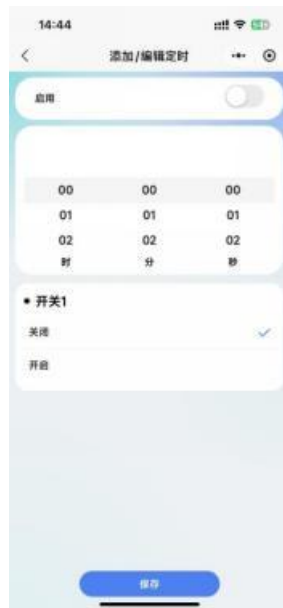 14:44
添加/编辑定时
启用
00 00 00
01 01 01
02 02 02
时 分 秒
• 开关1
关闭
开启
保存